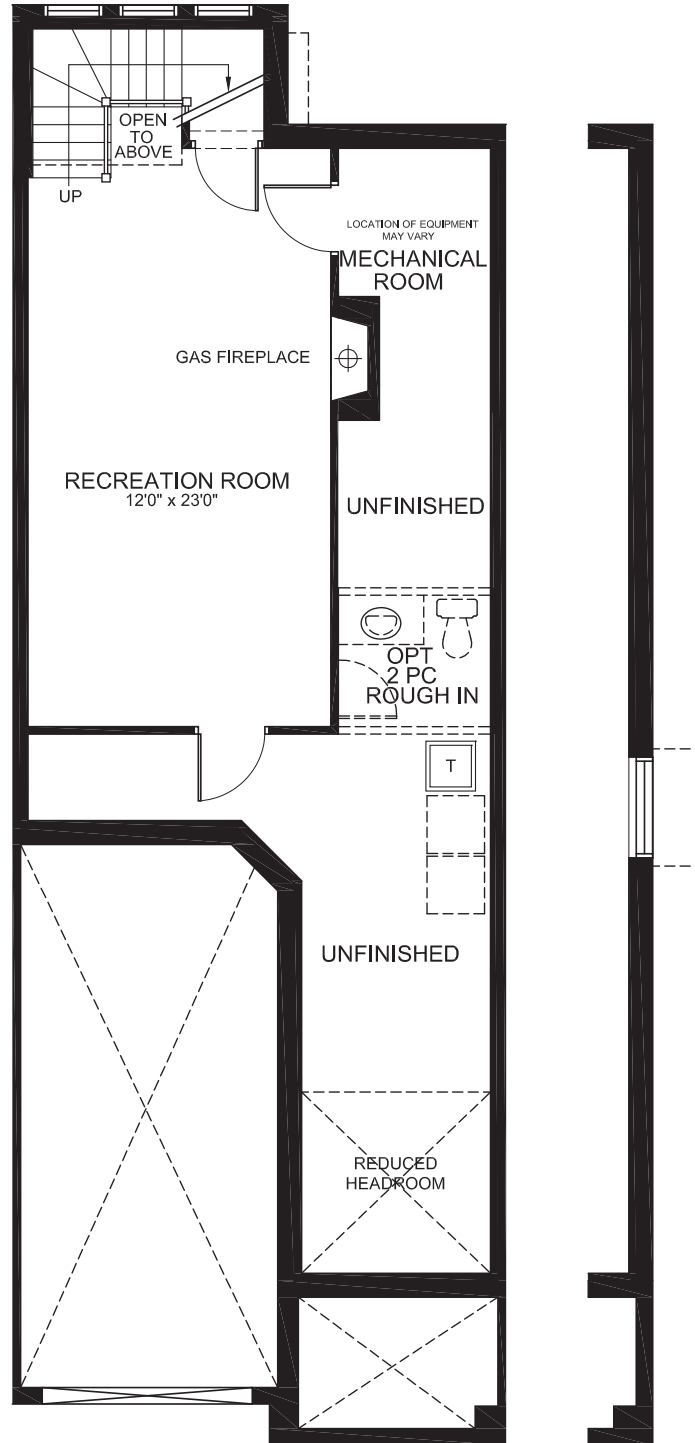 OPEN
TO
ABOVE
UP
LOCATION OF EQUIPMENT
MAY VARY
MECHANICAL
ROOM
GAS FIREPLACE
RECREATION ROOM
12'0" x 23'0"
UNFINISHED
OPT
2 PC
ROUGH IN
T
UNFINISHED
REDUCED
HEADROOM